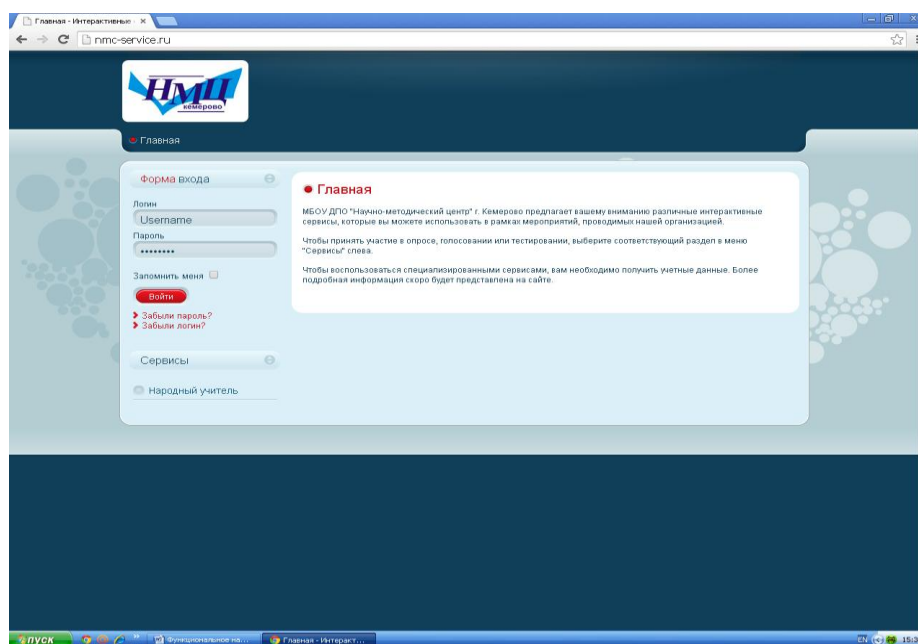 Главная - Интерактивные
nmc-service.ru
НМЦ
кемерово
Главная
Форма входа
Логин
Username
Пароль
••••••••
Запомнить меня
Войти
Забыли пароль?
Забыли логин?
Сервисы
Народный учитель
Главная
МБОУ ДПО "Научно-методический центр" г. Кемерово предлагает вашему вниманию различные интерактивные
сервисы, которые вы можете использовать в рамках мероприятий, проводимых нашей организацией.
Чтобы принять участие в опросе, голосовании или тестировании, выберите соответствующий раздел в меню
"Сервисы" слева.
Чтобы воспользоваться специализированными сервисами, вам необходимо получить учетные данные. Более
подробная информация скоро будет представлена на сайте.
пуск
Функциональное на...
Главная - Интеракт...
EN
15:3